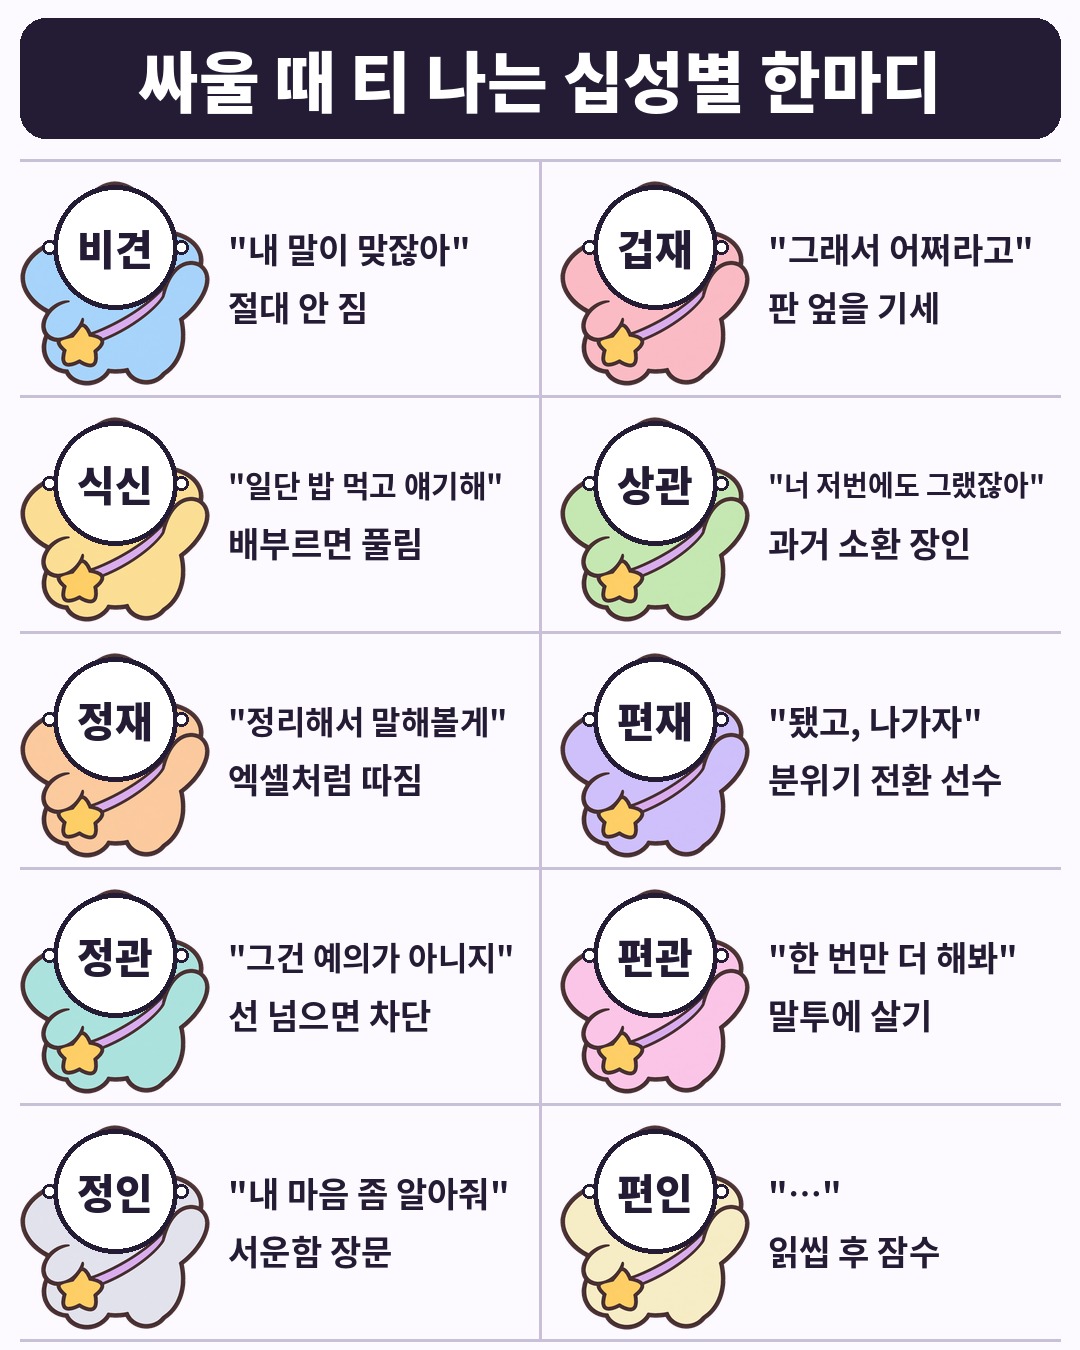 싸울 때 티 나는 십성별 한마디
비견
"내 말이 맞잖아"
절대 안 짐
겁재
"그래서 어쩌라고"
판 엎을 기세
식신
"일단 밥 먹고 얘기해"
배부르면 풀림
상관
"너 저번에도 그랬잖아"
과거 소환 장인
정재
"정리해서 말해볼게"
엑셀처럼 따짐
편재
"됐고, 나가자"
분위기 전환 선수
정관
"그건 예의가 아니지"
선 넘으면 차단
편관
"한 번만 더 해봐"
말투에 살기
정인
"내 마음 좀 알아줘"
서운함 장문
편인
"…"
읽씹 후 잠수